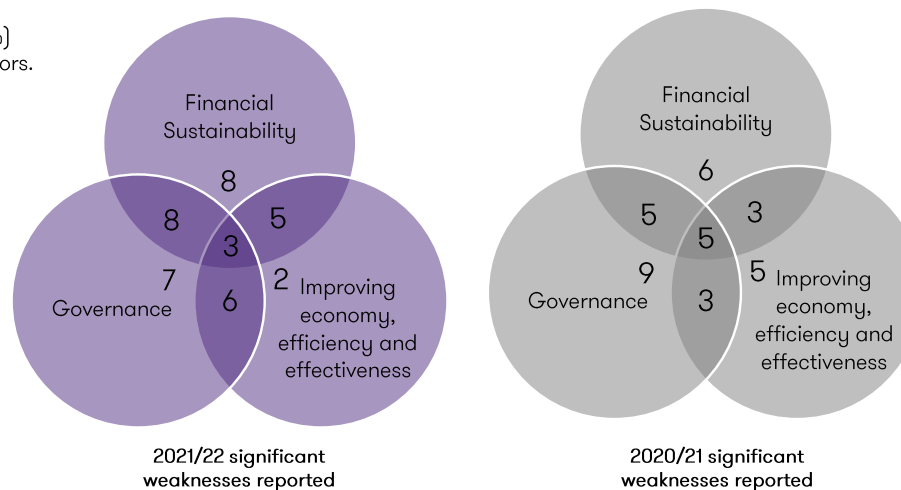 ors.
Financial
Sustainability
8
8
5
3
7
2
6
Governance
Improving
economy,
efficiency and
effectiveness
2021/22 significant
weaknesses reported
Financial
Sustainability
6
5
3
5
9
5
3
Governance
Improving
economy,
efficiency and
effectiveness
2020/21 significant
weaknesses reported